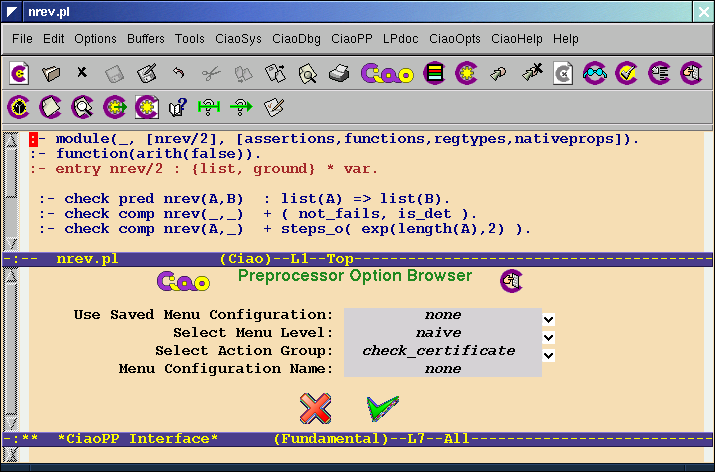 nrev.pl
File Edit Options Buffers Tools CiaoSys CiaoDbg CiaoPP LPdoc CiaoOpts CiaoHelp Help
Ciao
:- module(_, [nrev/2], [assertions,functions,regtypes,nativeprops]).
:- function(arith(false)).
:- entry nrev/2 : {list, ground} * var.
:- check pred nrev(A,B)  : list(A) => list(B).
:- check comp nrev(_,_)  + ( not_fails, is_det ).
:- check comp nrev(A,_)  + steps_o( exp(length(A),2) ).
-:--  nrev.pl          (Ciao)--L1--Top--------------------------------------------
Ciao Preprocessor Option Browser
Use Saved Menu Configuration: none
Select Menu Level: naive
Select Action Group: check_certificate
Menu Configuration Name: none
-:**  *CiaoPP Interface*      (Fundamental)--L7--All------------------------------